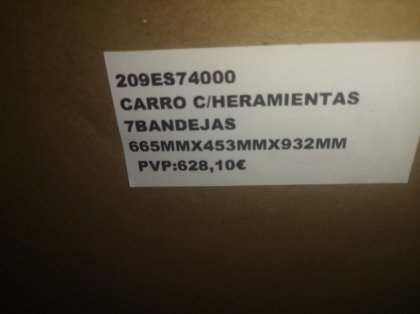 209ES74000
CARRO C/HERAMIENTAS
7BANDEJAS
665MMX453MMX932MM
PVP:628,10€